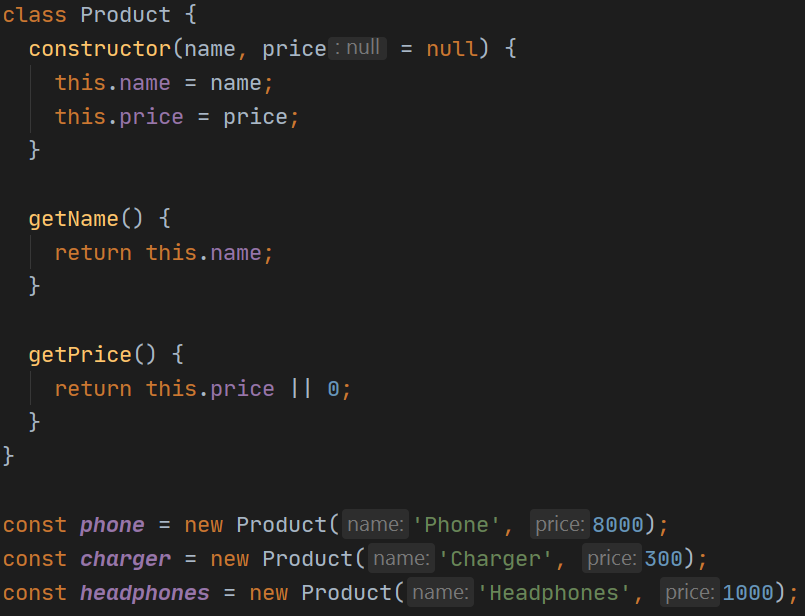 class Product {
constructor(name, price : null = null) {
this.name = name;
this.price = price;
}
getName() {
return this.name;
}
getPrice() {
return this.price || 0;
}
}
const phone = new Product( name: 'Phone', price: 8000);
const charger = new Product( name: 'Charger', price: 300);
const headphones = new Product( name: 'Headphones', price: 1000);